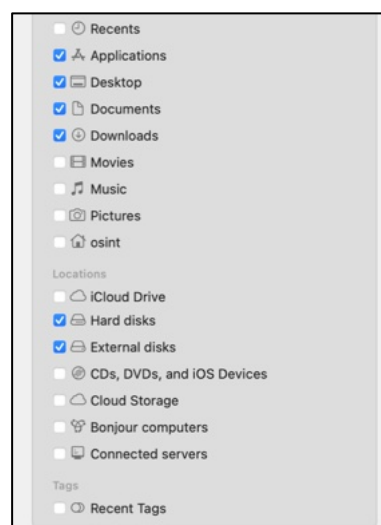 Recents
Applications
Desktop
Documents
Downloads
Movies
Music
Pictures
osint
Locations
iCloud Drive
Hard disks
External disks
CDs, DVDs, and iOS Devices
Cloud Storage
Bonjour computers
Connected servers
Tags
Recent Tags